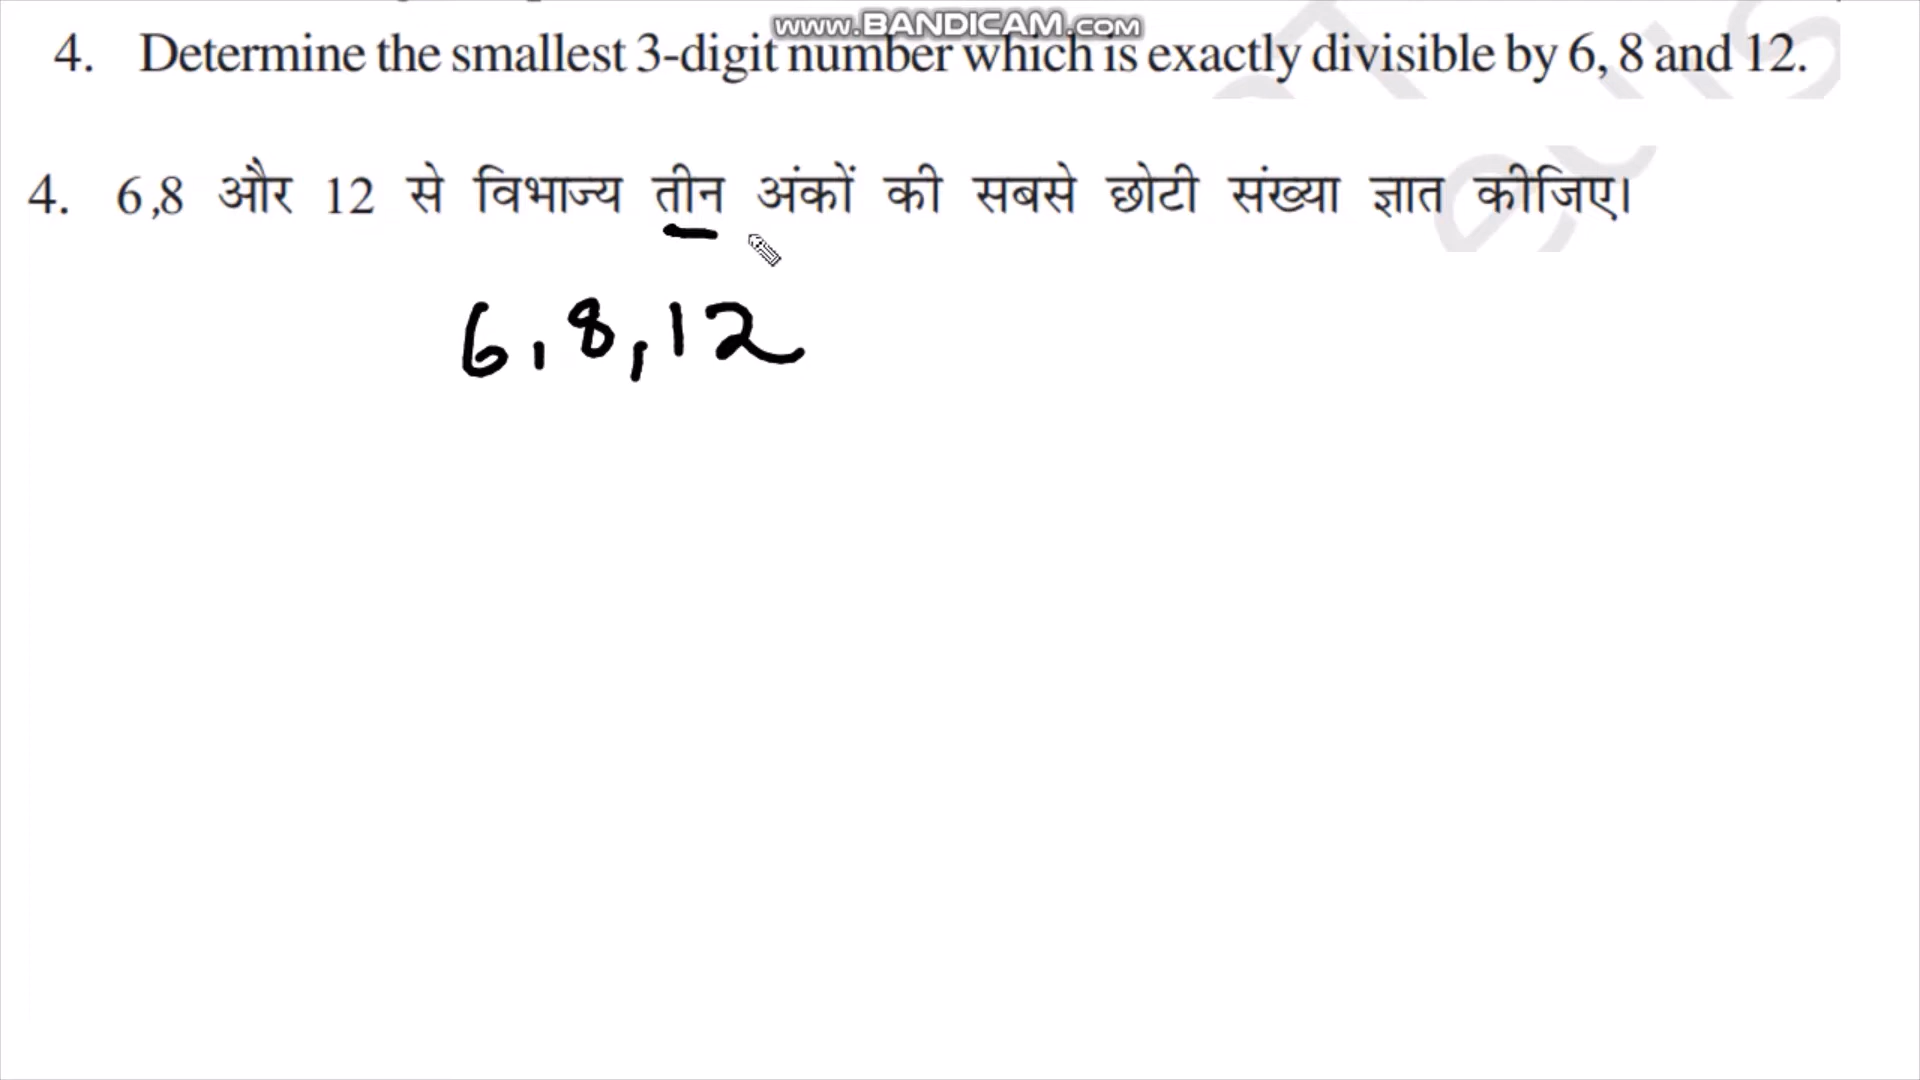 www.BANDICAM.com
4. Determine the smallest 3-digit number which is exactly divisible by 6, 8 and 12.
4. 6,8 और 12 से विभाज्य तीन अंकों की सबसे छोटी संख्या ज्ञात कीजिए।
6,8,12